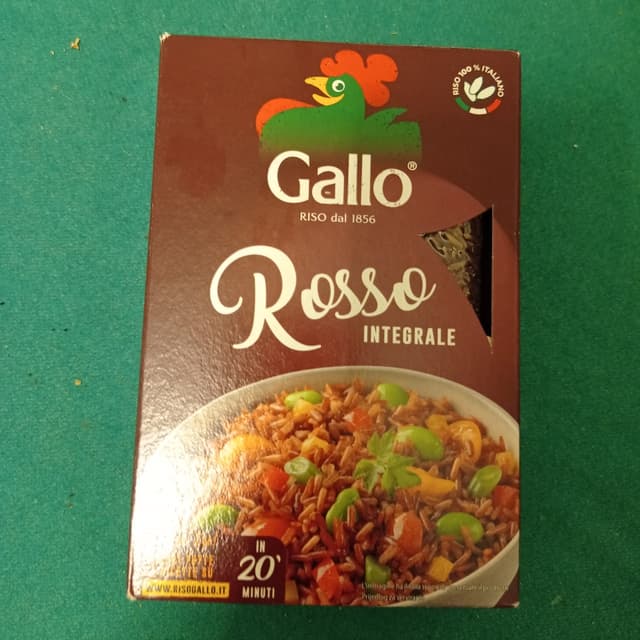 RISO 100% ITALIANO
Gallo®
RISO dal 1856
Rosso
INTEGRALE
IN
20'
MINUTI
WWW.RISOGALLO.IT